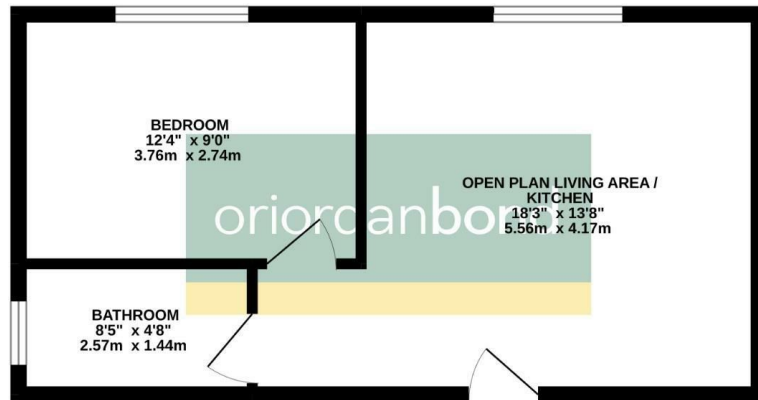 BEDROOM
12'4" x 9'0"
3.76m x 2.74m
OPEN PLAN LIVING AREA /
KITCHEN
18'3" x 13'8"
5.56m x 4.17m
oriordanbond
BATHROOM
8'5" x 4'8"
2.57m x 1.44m